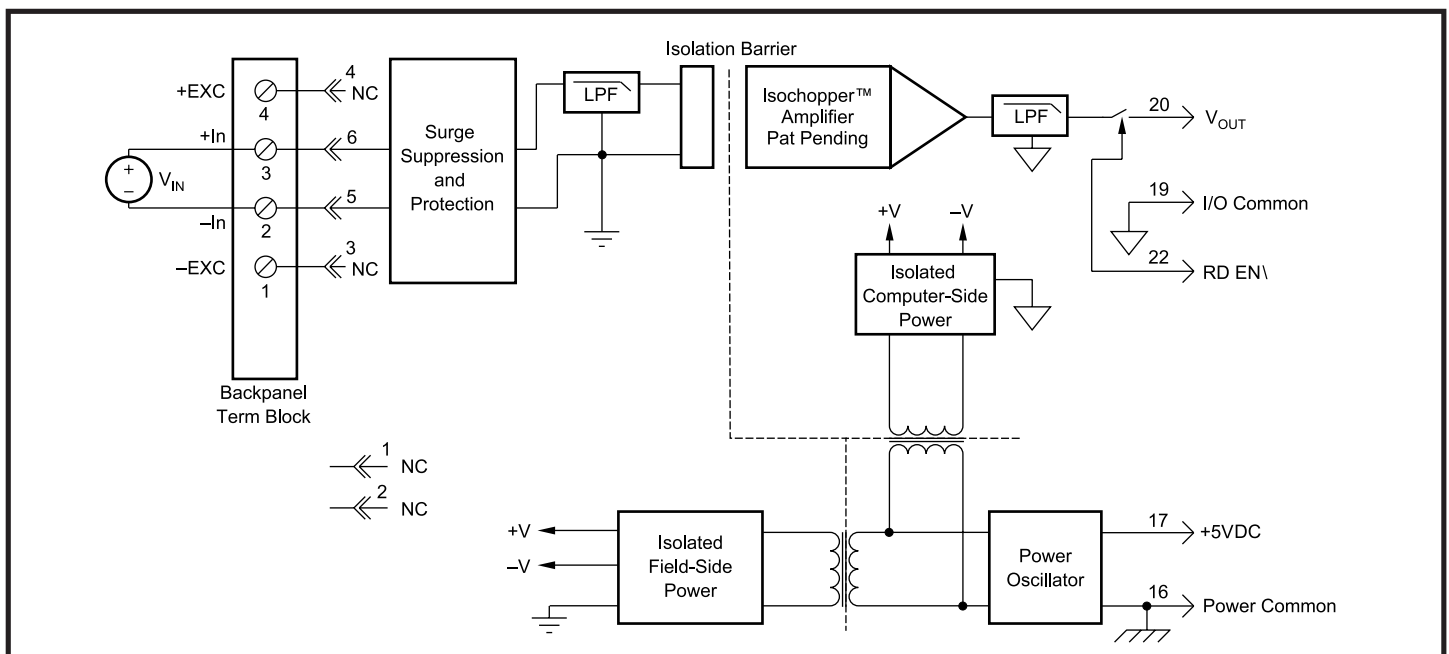 Isolation Barrier
+EXC
4
4
NC
+In
3
6
+
–
VIN
–In
2
5
–EXC
1
3
NC
Backpanel
Term Block
Surge
Suppression
and
Protection
LPF
Isochopper™
Amplifier
Pat Pending
LPF
20
VOUT
19
I/O Common
22
RD EN\
+V
–V
Isolated
Computer-Side
Power
1
NC
2
NC
+V
–V
Isolated
Field-Side
Power
Power
Oscillator
17
+5VDC
16
Power Common